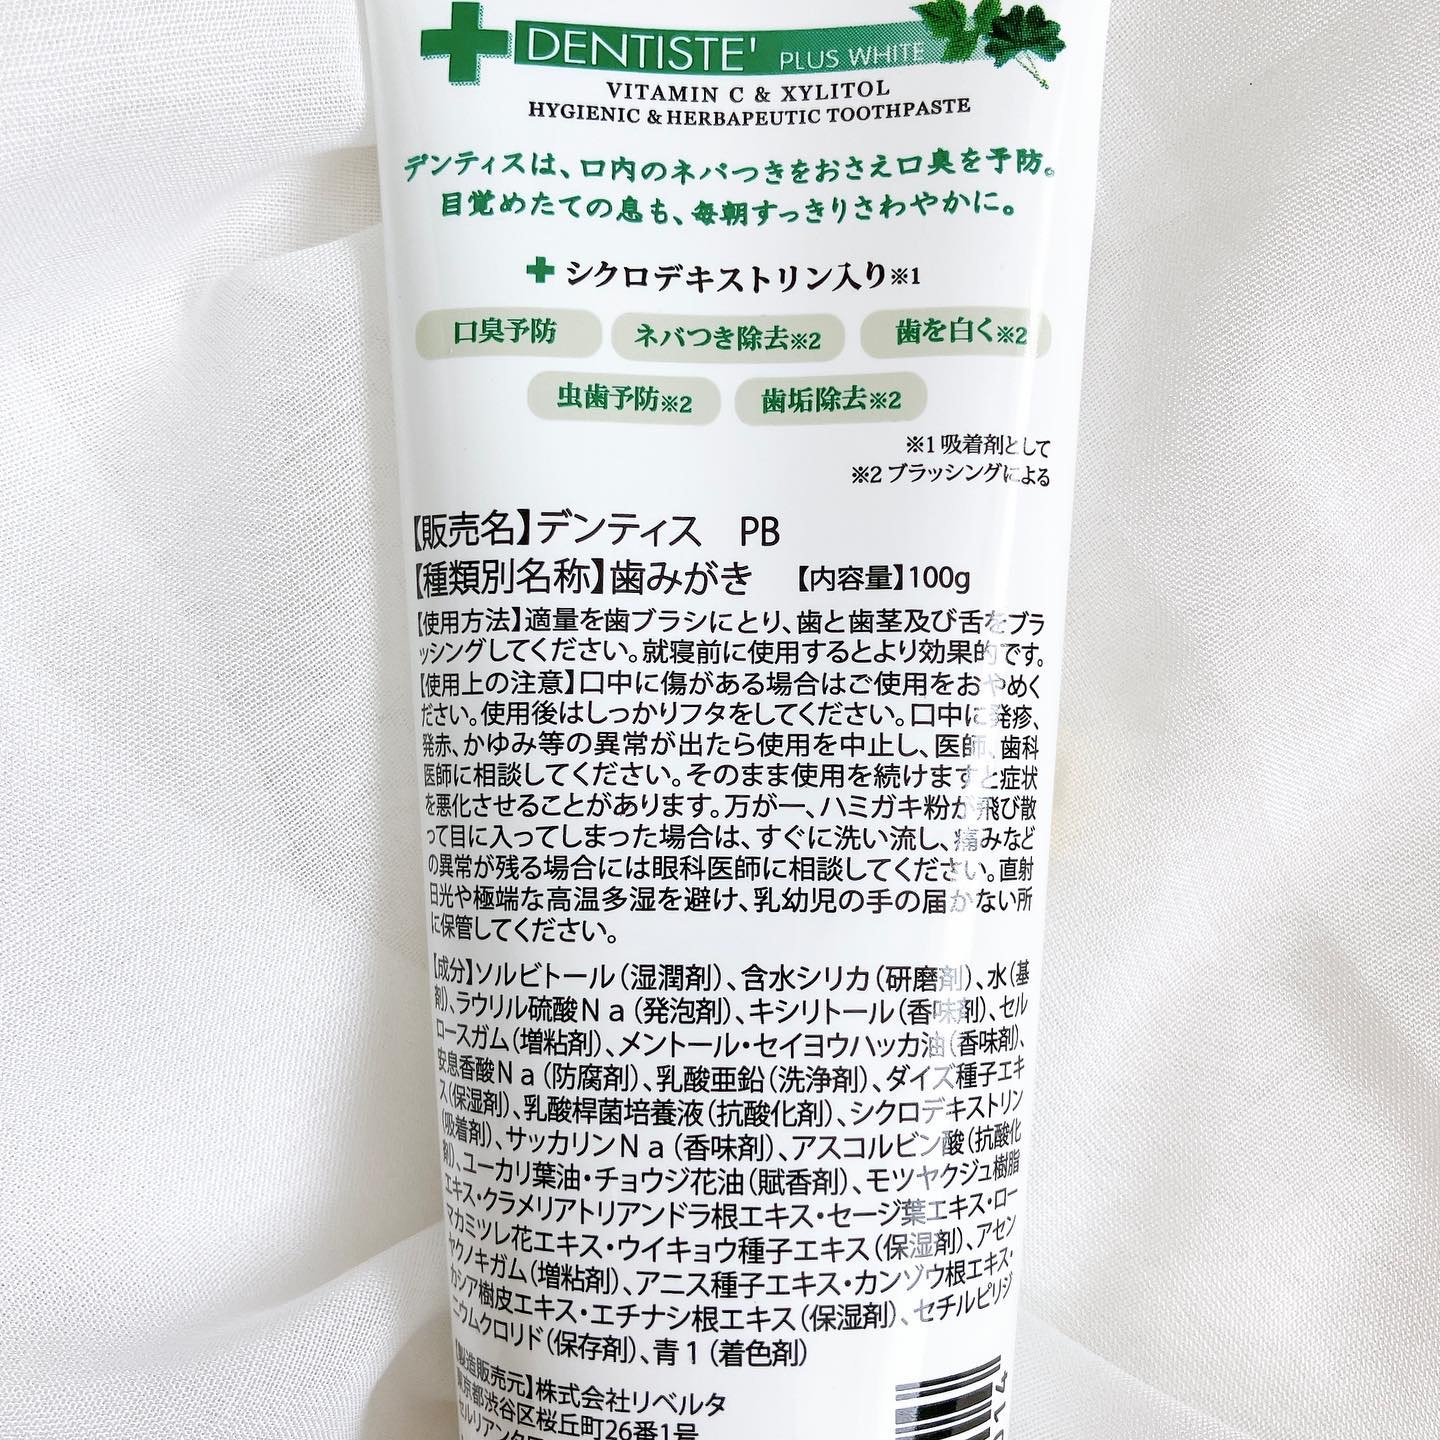 DENTISTE' PLUS WHITE
VITAMIN C & XYLITOL
HYGIENIC & HERBAPEUTIC TOOTHPASTE
デンティスは、口内のネバつきをおさえ口臭を予防。
目覚めたての息も、毎朝すっきりさわやかに。
シクロデキストリン入り※1
口臭予防 ネバつき除去※2 歯を白く※2
虫歯予防※2 歯垢除去※2
※1 吸着剤として
※2 ブラッシングによる
【販売名】デンティス PB
【種類別名称】歯みがき 【内容量】100g
【使用方法】適量を歯ブラシにとり、歯と歯茎及び舌をブラ
ッシングしてください。就寝前に使用するとより効果的です。
【使用上の注意】口中に傷がある場合はご使用をおやめく
ださい。使用後はしっかりフタをしてください。口中に発疹、
発赤、かゆみ等の異常が出たら使用を中止し、医師、歯科
医師に相談してください。そのまま使用を続けますと症状
を悪化させることがあります。万が一、ハミガキ粉が飛び散
って目に入ってしまった場合は、すぐに洗い流し、痛みなど
の異常が残る場合には眼科医師に相談してください。直射
日光や極端な高温多湿を避け、乳幼児の手の届かない所
に保管してください。
【成分】ソルビトール（湿潤剤）、含水シリカ（研磨剤）、水（基
剤）、ラウリル硫酸Ｎａ（発泡剤）、キシリトール（香味剤）、セル
ロースガム（増粘剤）、メントール・セイヨウハッカ油（香味剤）、
安息香酸Ｎａ（防腐剤）、乳酸亜鉛（洗浄剤）、ダイズ種子エキ
ス（保湿剤）、乳酸桿菌培養液（抗酸化剤）、シクロデキストリン
（吸着剤）、サッカリンＮａ（香味剤）、アスコルビン酸（抗酸化
剤）、ユーカリ葉油・チョウジ花油（賦香剤）、モツヤクジュ樹脂
エキス・クラメリアトリアンドラ根エキス・セージ葉エキス・ロー
マカミツレ花エキス・ウイキョウ種子エキス（保湿剤）、アセン
ヤクノキガム（増粘剤）、アニス種子エキス・カンゾウ根エキス・
カシア樹皮エキス・エチナシ根エキス（保湿剤）、セチルピリジ
ニウムクロリド（保存剤）、青１（着色剤）
【製造販売元】株式会社リベルタ
東京都渋谷区桜丘町26番1号
セルリアンタワ